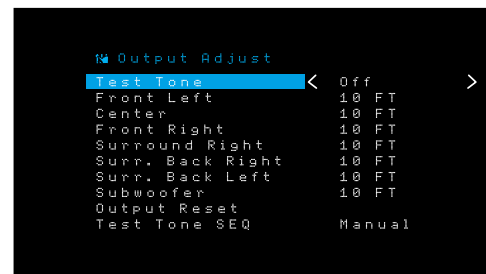 Output Adjust
Test Tone < Off >
Front Left 10 FT
Center 10 FT
Front Right 10 FT
Surround Right 10 FT
Surr. Back Right 10 FT
Surr. Back Left 10 FT
Subwoofer 10 FT
Output Reset
Test Tone SEQ Manual